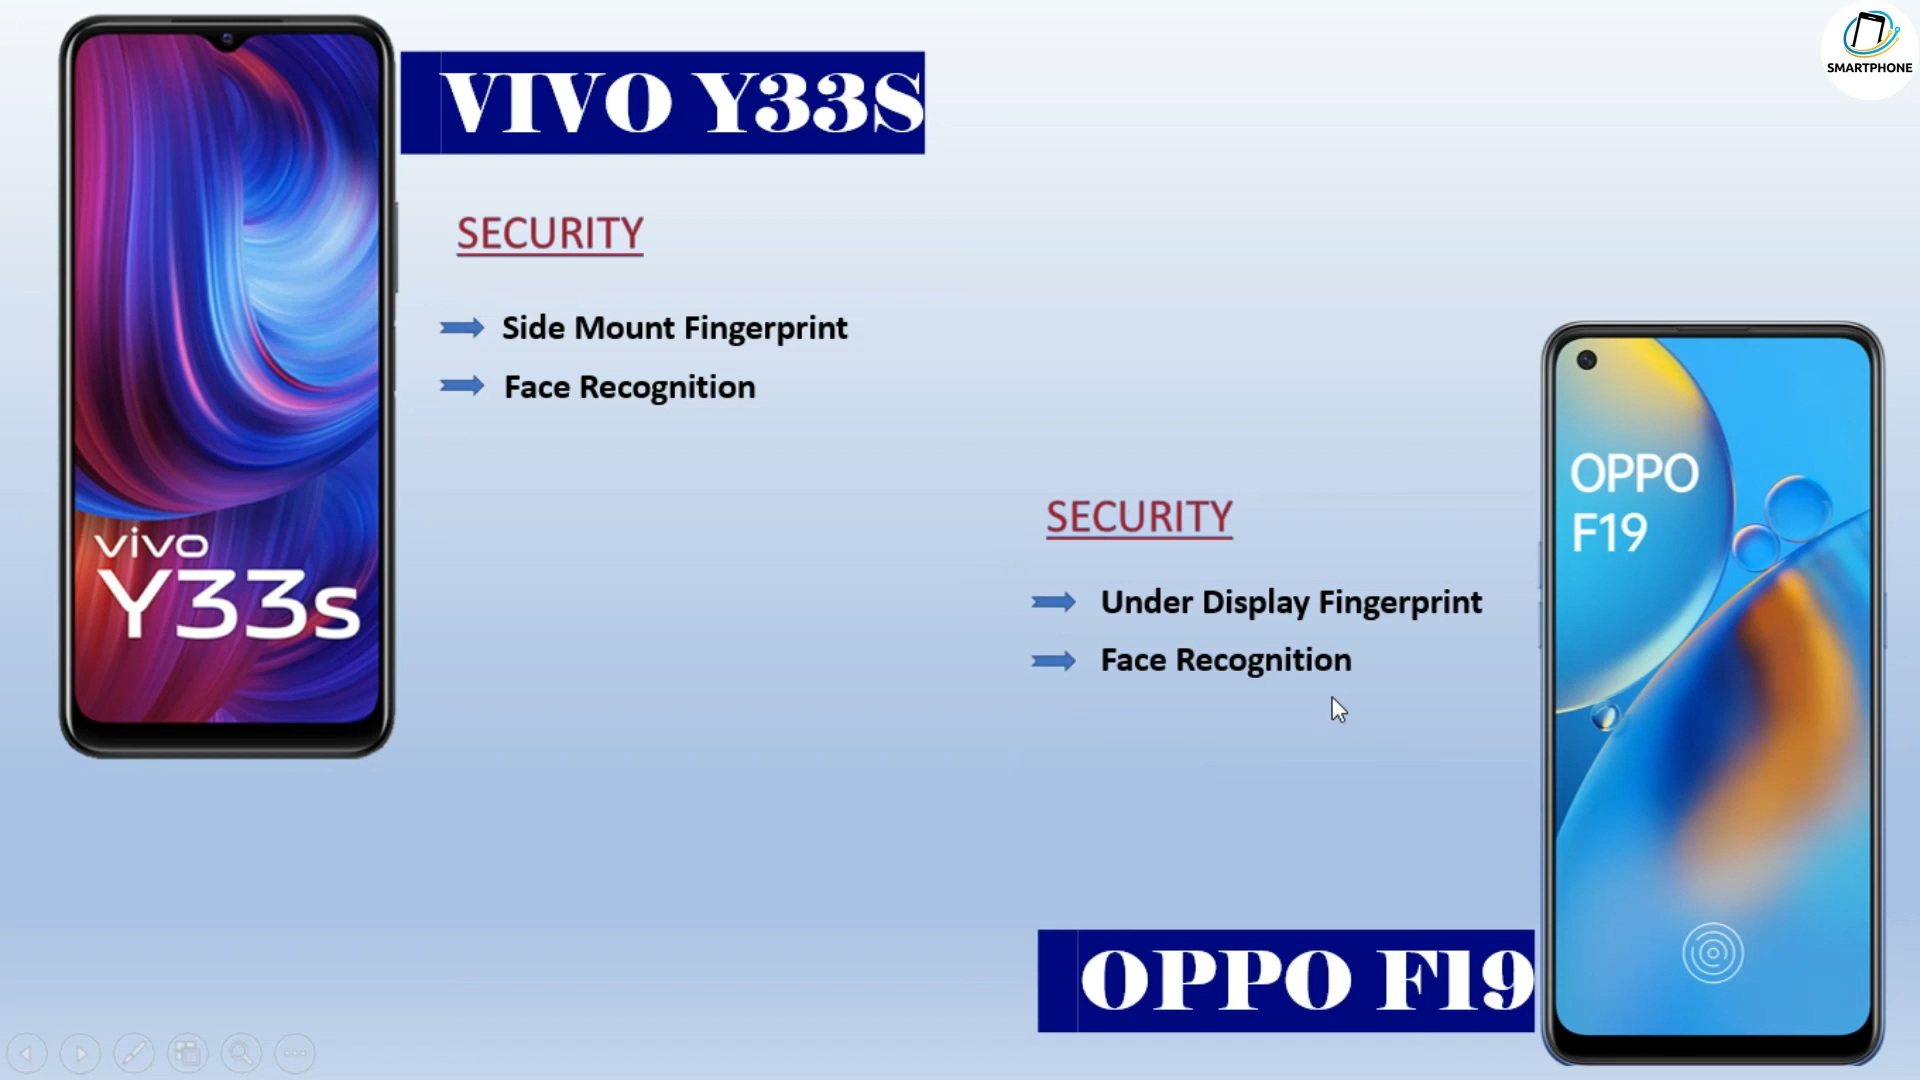 VIVO Y33S
SMARTPHONE
SECURITY
Side Mount Fingerprint
Face Recognition
vivo
Y33s
SECURITY
Under Display Fingerprint
Face Recognition
OPPO
F19
OPPO F19